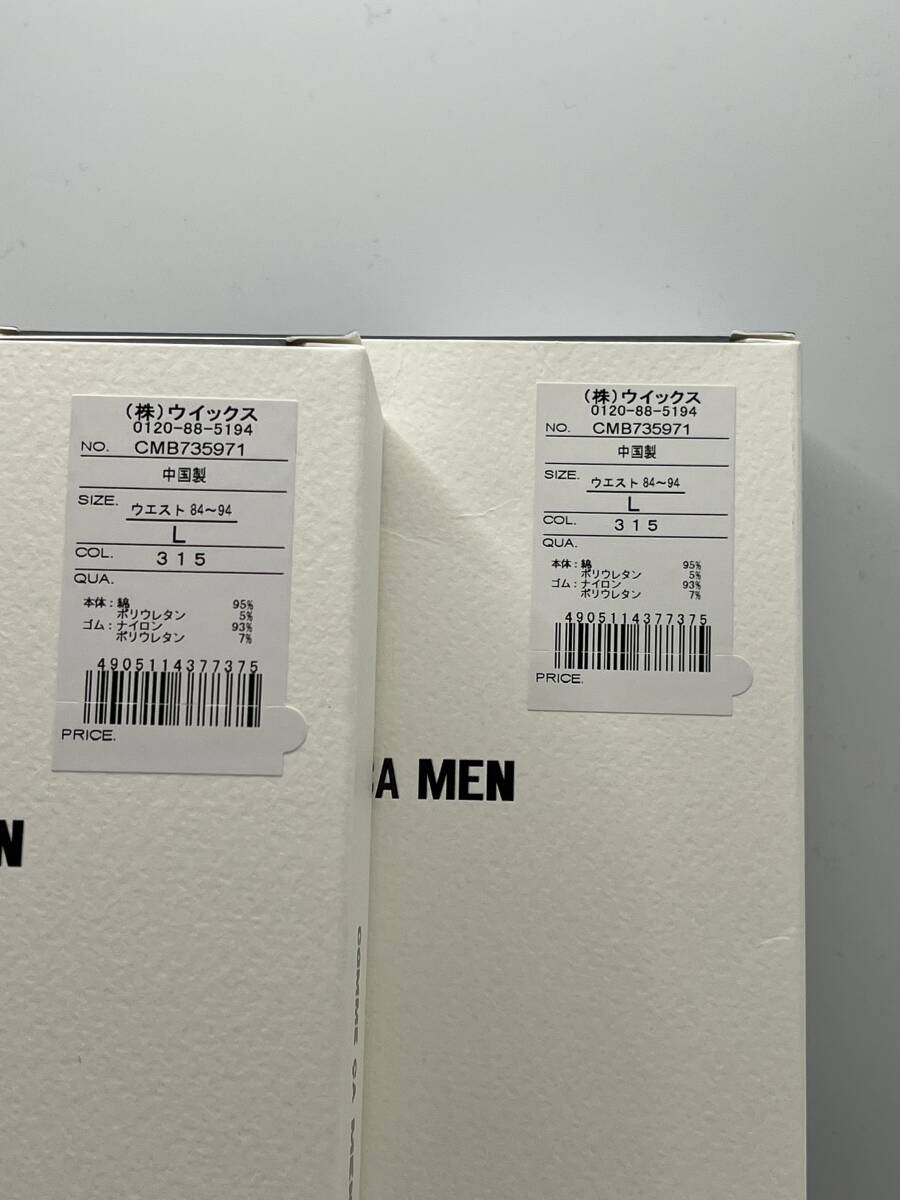 (株)ウイックス
0120-88-5194
NO. CMB735971
中国製
SIZE. ウエスト 84〜94
L
COL. 315
QUA.
本体:綿 95%
ポリウレタン 5%
ゴム:ナイロン 93%
ポリウレタン 7%
4905114377375
PRICE.
N
COMME CA MEN
(株)ウイックス
0120-88-5194
NO. CMB735971
中国製
SIZE. ウエスト 84〜94
L
COL. 315
QUA.
本体:綿 95%
ポリウレタン 5%
ゴム:ナイロン 93%
ポリウレタン 7%
4905114377375
PRICE.
CA MEN